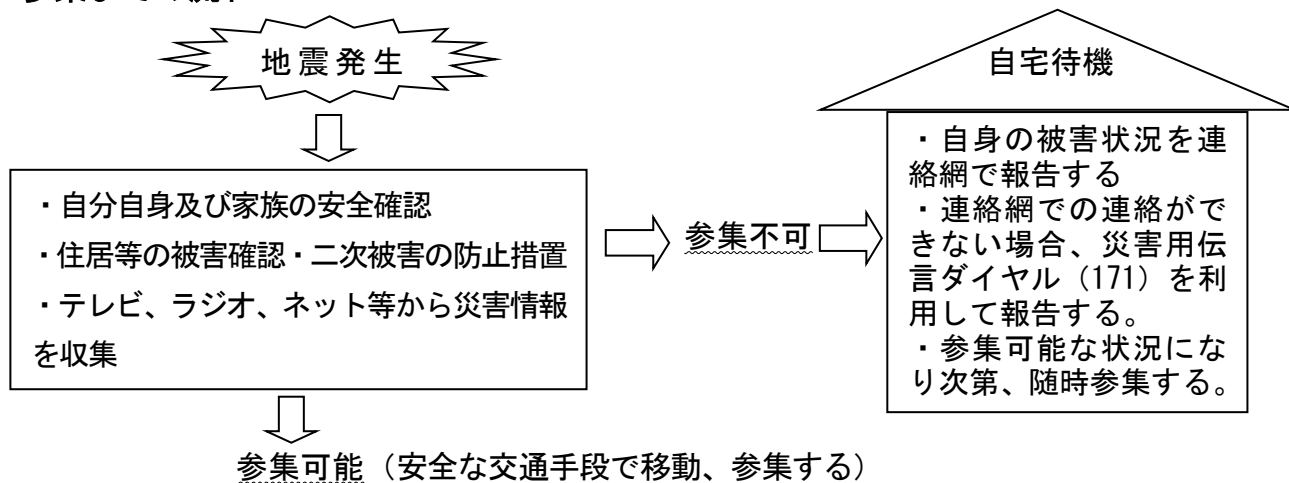 地震発生
・自分自身及び家族の安全確認
・住居等の被害確認・二次被害の防止措置
・テレビ、ラジオ、ネット等から災害情報
を収集
参集不可
自宅待機
・自身の被害状況を連
絡網で報告する
・連絡網での連絡がで
きない場合、災害用伝
言ダイヤル（171）を利
用して報告する。
・参集可能な状況にな
り次第、随時参集する。
参集可能（安全な交通手段で移動、参集する）